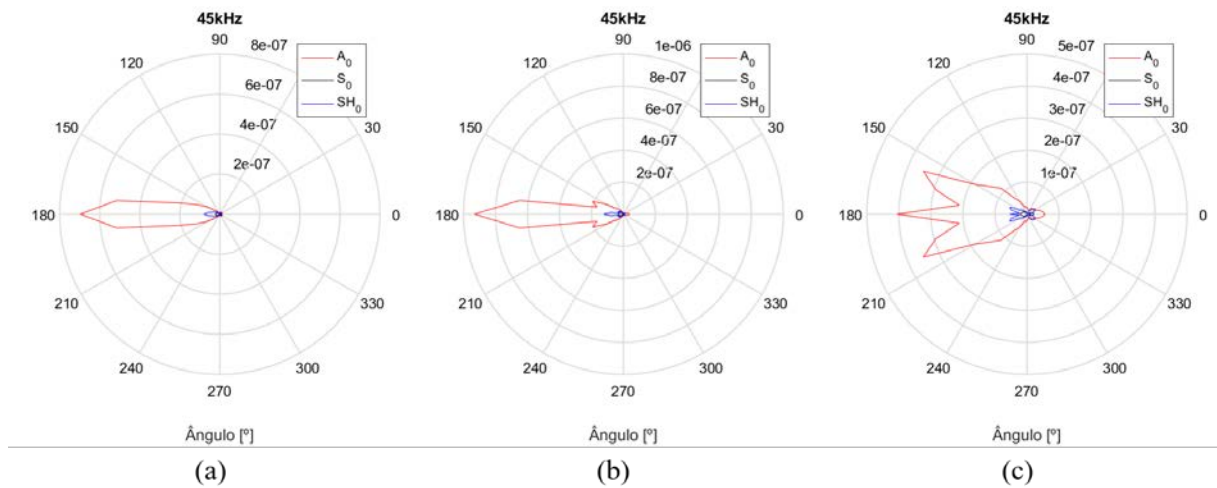 45kHz
90
8e-07
120
6e-07
4e-07
150
30
2e-07
180
0
210
330
240
300
270
A0
S0
SH0
Ângulo [º]
(a)
45kHz
90
1e-06
120
8e-07
6e-07
150
4e-07
30
2e-07
180
0
210
330
240
300
270
A0
S0
SH0
Ângulo [º]
(b)
45kHz
90
5e-07
120
4e-07
3e-07
150
2e-07
30
1e-07
180
0
210
330
240
300
270
A0
S0
SH0
Ângulo [º]
(c)